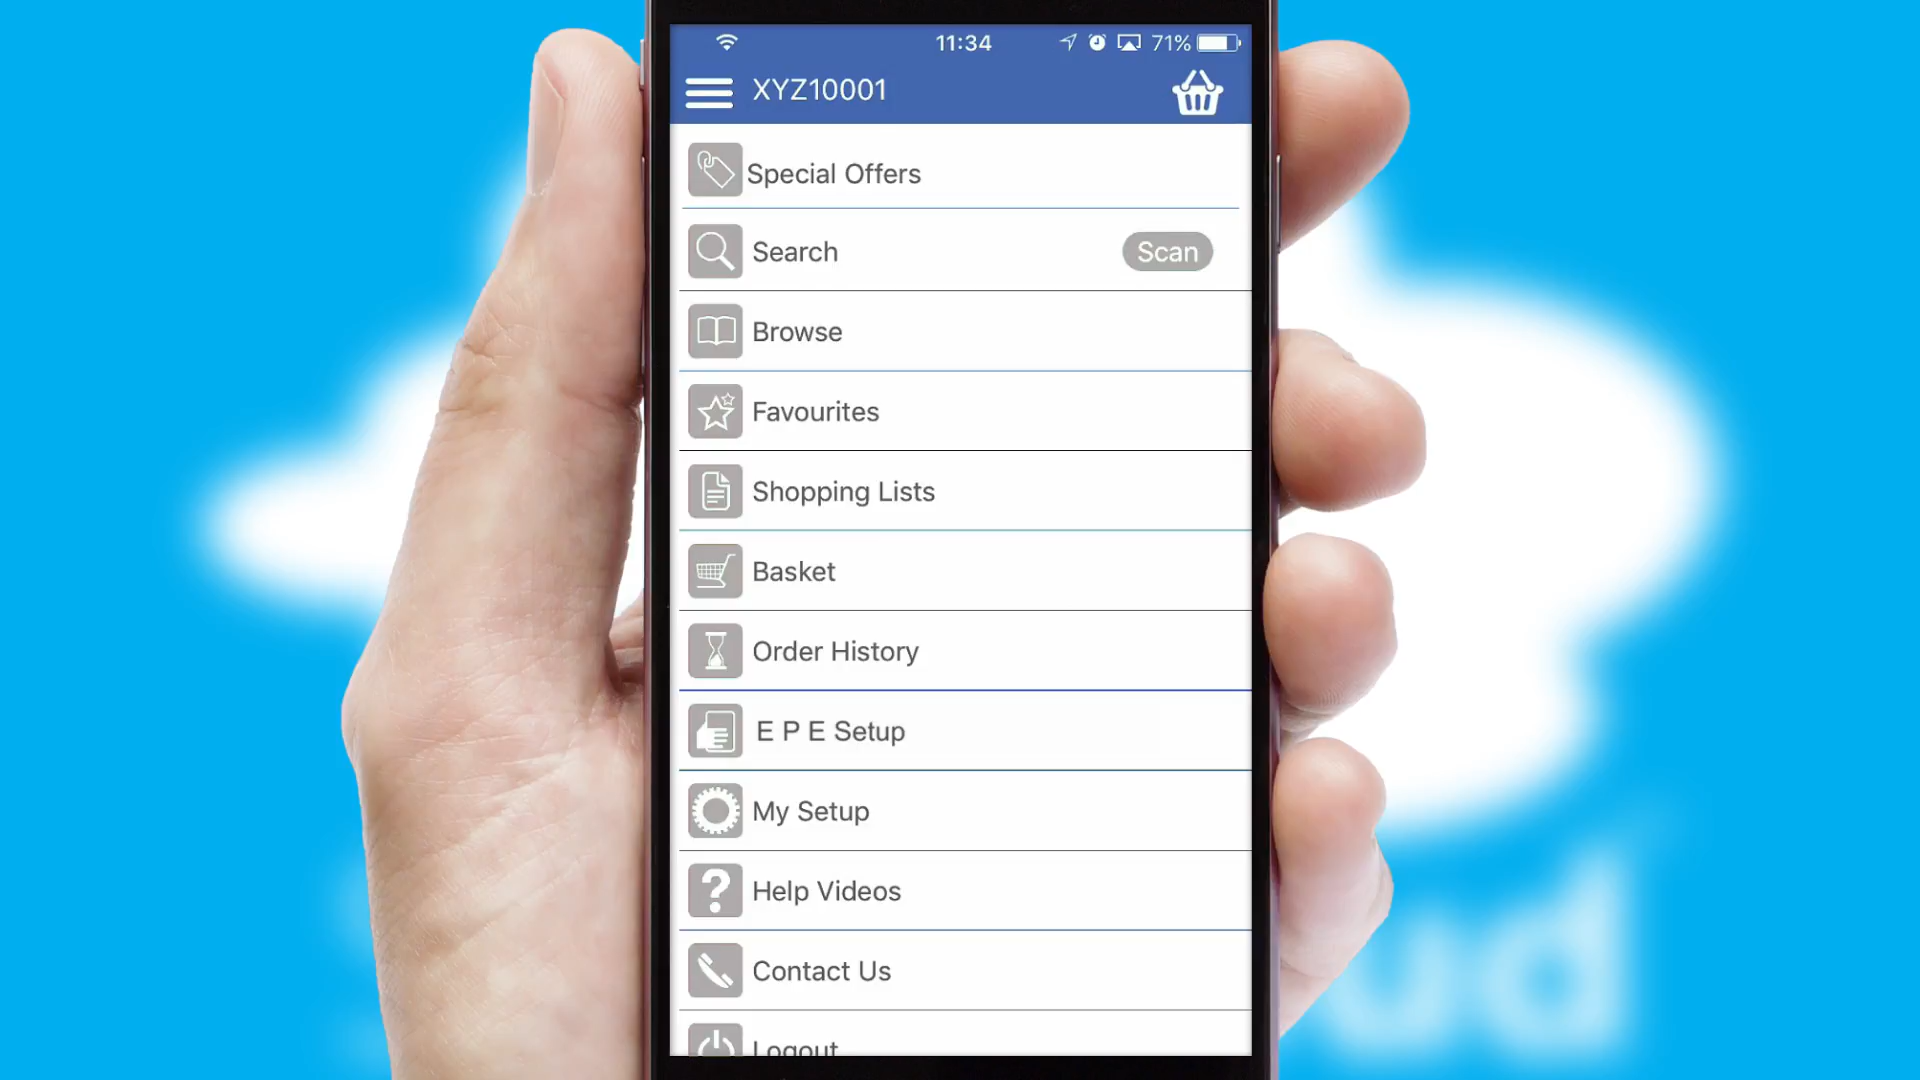 11:34 71%
XYZ10001
Special Offers
Search Scan
Browse
Favourites
Shopping Lists
Basket
Order History
E P E Setup
My Setup
Help Videos
Contact Us
Logout
ud